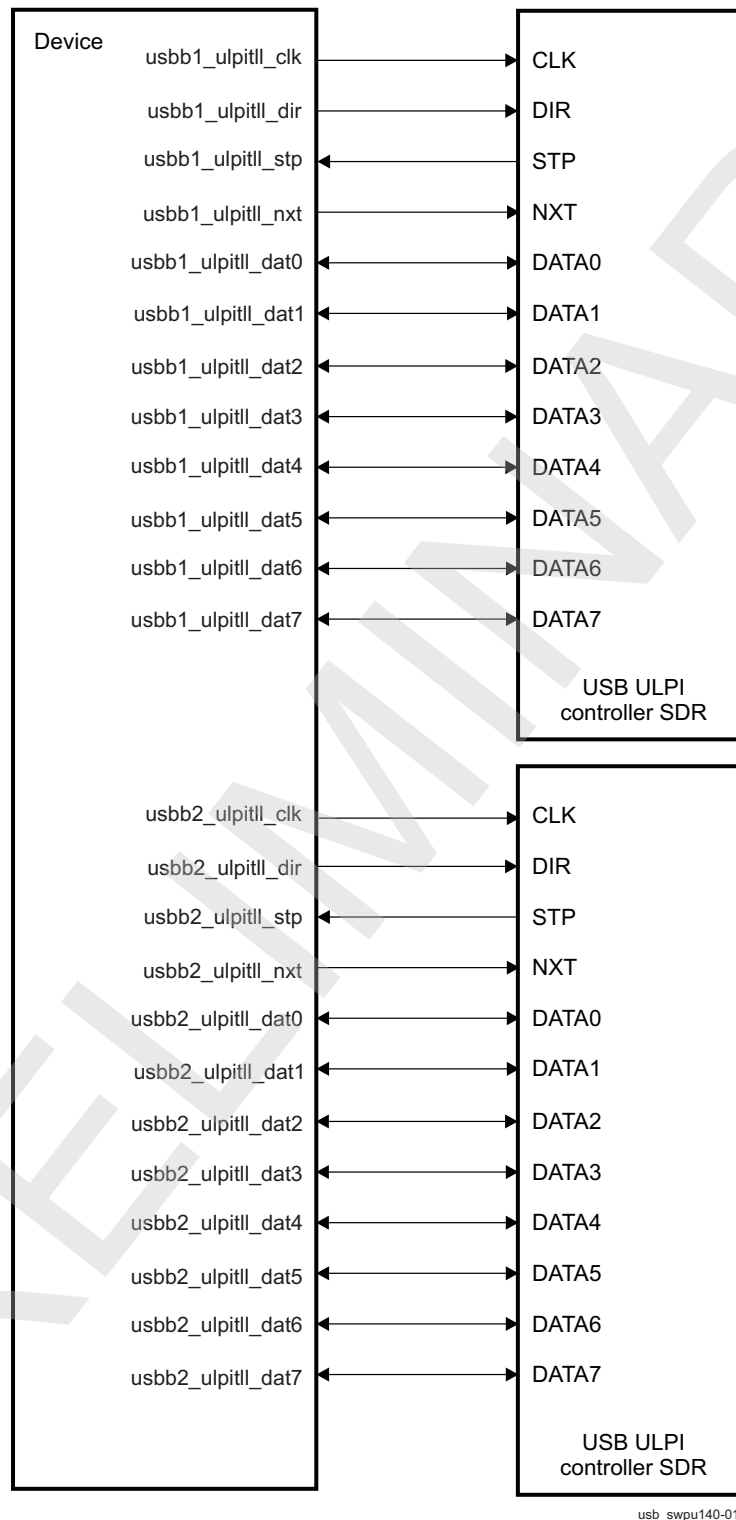 Device
usbb1_ulpitll_clk CLK
usbb1_ulpitll_dir DIR
usbb1_ulpitll_stp STP
usbb1_ulpitll_nxt NXT
usbb1_ulpitll_dat0 DATA0
usbb1_ulpitll_dat1 DATA1
usbb1_ulpitll_dat2 DATA2
usbb1_ulpitll_dat3 DATA3
usbb1_ulpitll_dat4 DATA4
usbb1_ulpitll_dat5 DATA5
usbb1_ulpitll_dat6 DATA6
usbb1_ulpitll_dat7 DATA7
USB ULPI
controller SDR
usbb2_ulpitll_clk CLK
usbb2_ulpitll_dir DIR
usbb2_ulpitll_stp STP
usbb2_ulpitll_nxt NXT
usbb2_ulpitll_dat0 DATA0
usbb2_ulpitll_dat1 DATA1
usbb2_ulpitll_dat2 DATA2
usbb2_ulpitll_dat3 DATA3
usbb2_ulpitll_dat4 DATA4
usbb2_ulpitll_dat5 DATA5
usbb2_ulpitll_dat6 DATA6
usbb2_ulpitll_dat7 DATA7
USB ULPI
controller SDR